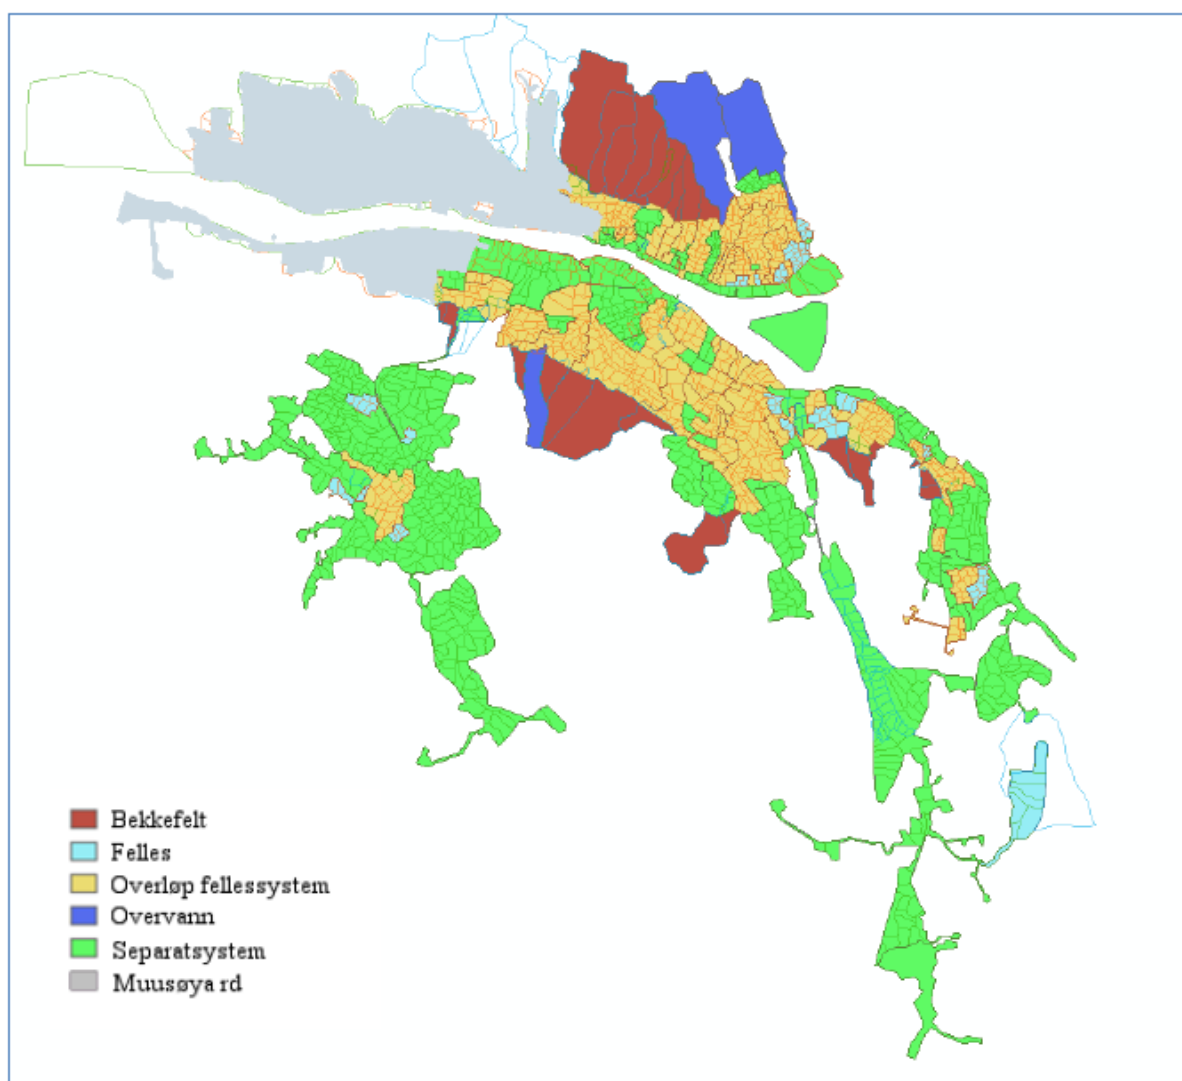 Bekkefelt
Felles
Overløp fellessystem
Overvann
Separatsystem
Muusøya rd